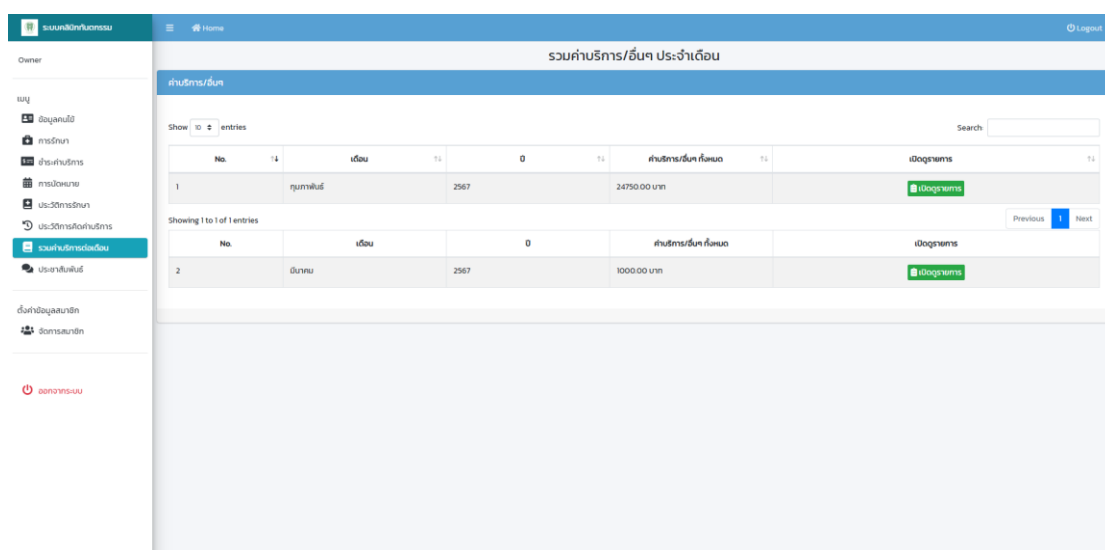 ระบบคลินิกทันตกรรม
Home
Logout
Owner
เมนู
ข้อมูลคนไข้
การรักษา
ชำระค่าบริการ
การนัดหมาย
ประวัติการรักษา
ประวัติการคิดค่าบริการ
รวมค่าบริการต่อเดือน
ประชาสัมพันธ์
ตั้งค่าข้อมูลสมาชิก
จัดการสมาชิก
ออกจากระบบ
รวมค่าบริการ/อื่นๆ ประจำเดือน
ค่าบริการ/อื่นๆ
Show 10 entries Search:
No. เดือน ปี ค่าบริการ/อื่นๆ ทั้งหมด เปิดดูรายการ
1 กุมภาพันธ์ 2567 24750.00 บาท เปิดดูรายการ
Showing 1 to 1 of 1 entries Previous 1 Next
No. เดือน ปี ค่าบริการ/อื่นๆ ทั้งหมด เปิดดูรายการ
2 มีนาคม 2567 1000.00 บาท เปิดดูรายการ